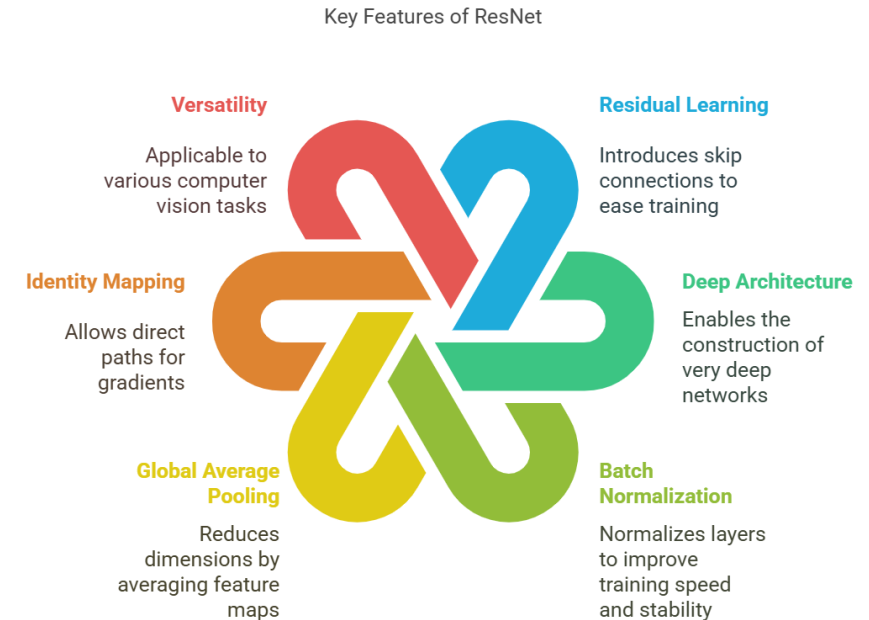 Key Features of ResNet
Versatility
Applicable to
various computer
vision tasks
Residual Learning
Introduces skip
connections to
ease training
Identity Mapping
Allows direct
paths for
gradients
Deep Architecture
Enables the
construction of
very deep
networks
Global Average
Pooling
Reduces
dimensions by
averaging feature
maps
Batch
Normalization
Normalizes layers
to improve
training speed
and stability